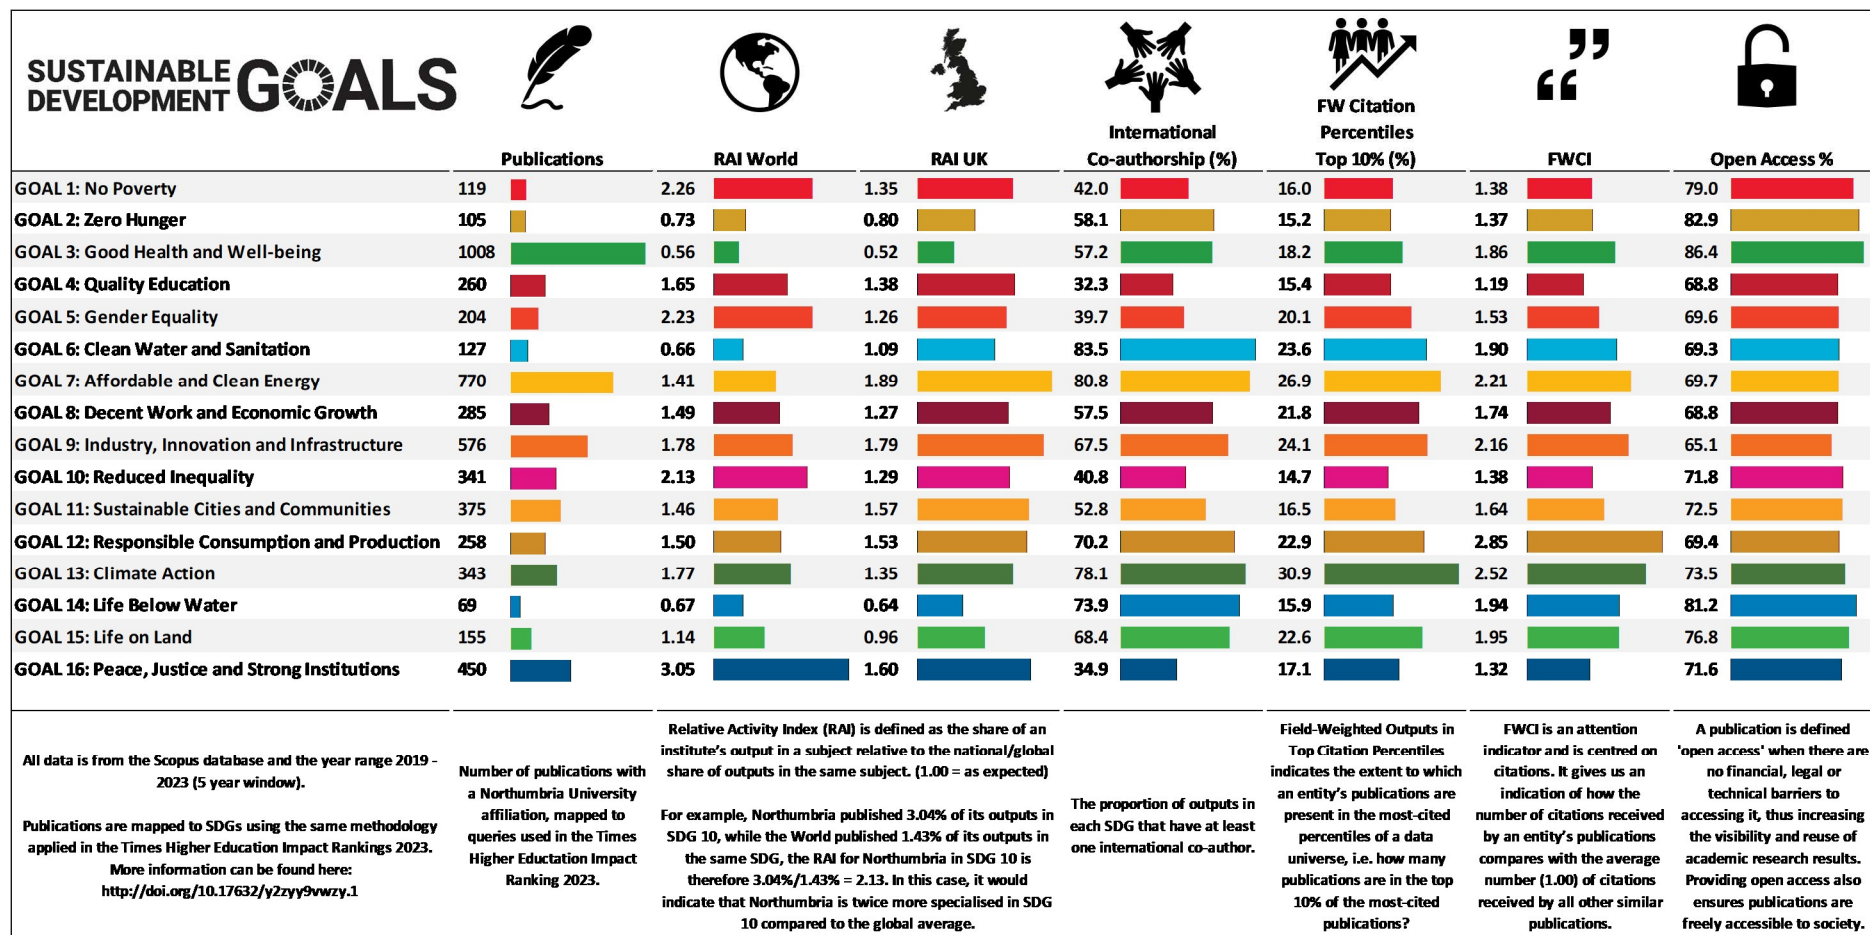 SUSTAINABLE
DEVELOPMENT GOALS
Publications
RAI World
RAI UK
International
Co-authorship (%)
FW Citation
Percentiles
Top 10% (%)
FWCI
Open Access %
GOAL 1: No Poverty 119 2.26 1.35 42.0 16.0 1.38 79.0
GOAL 2: Zero Hunger 105 0.73 0.80 58.1 15.2 1.37 82.9
GOAL 3: Good Health and Well-being 1008 0.56 0.52 57.2 18.2 1.86 86.4
GOAL 4: Quality Education 260 1.65 1.38 32.3 15.4 1.19 68.8
GOAL 5: Gender Equality 204 2.23 1.26 39.7 20.1 1.53 69.6
GOAL 6: Clean Water and Sanitation 127 0.66 1.09 83.5 23.6 1.90 69.3
GOAL 7: Affordable and Clean Energy 770 1.41 1.89 80.8 26.9 2.21 69.7
GOAL 8: Decent Work and Economic Growth 285 1.49 1.27 57.5 21.8 1.74 68.8
GOAL 9: Industry, Innovation and Infrastructure 576 1.78 1.79 67.5 24.1 2.16 65.1
GOAL 10: Reduced Inequality 341 2.13 1.29 40.8 14.7 1.38 71.8
GOAL 11: Sustainable Cities and Communities 375 1.46 1.57 52.8 16.5 1.64 72.5
GOAL 12: Responsible Consumption and Production 258 1.50 1.53 70.2 22.9 2.85 69.4
GOAL 13: Climate Action 343 1.77 1.35 78.1 30.9 2.52 73.5
GOAL 14: Life Below Water 69 0.67 0.64 73.9 15.9 1.94 81.2
GOAL 15: Life on Land 155 1.14 0.96 68.4 22.6 1.95 76.8
GOAL 16: Peace, Justice and Strong Institutions 450 3.05 1.60 34.9 17.1 1.32 71.6
All data is from the Scopus database and the year range 2019 -
2023 (5 year window).
Publications are mapped to SDGs using the same methodology
applied in the Times Higher Education Impact Rankings 2023.
More information can be found here:
http://doi.org/10.17632/y2zyy9vwzy.1
Number of publications with
a Northumbria University
affiliation, mapped to
queries used in the Times
Higher Eductation Impact
Ranking 2023.
Relative Activity Index (RAI) is defined as the share of an
institute's output in a subject relative to the national/global
share of outputs in the same subject. (1.00 = as expected)
For example, Northumbria published 3.04% of its outputs in
SDG 10, while the World published 1.43% of its outputs in
the same SDG, the RAI for Northumbria in SDG 10 is
therefore 3.04%/1.43% = 2.13. In this case, it would
indicate that Northumbria is twice more specialised in SDG
10 compared to the global average.
The proportion of outputs in
each SDG that have at least
one international co-author.
Field-Weighted Outputs in
Top Citation Percentiles
indicates the extent to which
an entity's publications are
present in the most-cited
percentiles of a data
universe, i.e. how many
publications are in the top
10% of the most-cited
publications?
FWCI is an attention
indicator and is centred on
citations. It gives us an
indication of how the
number of citations received
by an entity's publications
compares with the average
number (1.00) of citations
received by all other similar
publications.
A publication is defined
'open access' when there are
no financial, legal or
technical barriers to
accessing it, thus increasing
the visibility and reuse of
academic research results.
Providing open access also
ensures publications are
freely accessible to society.